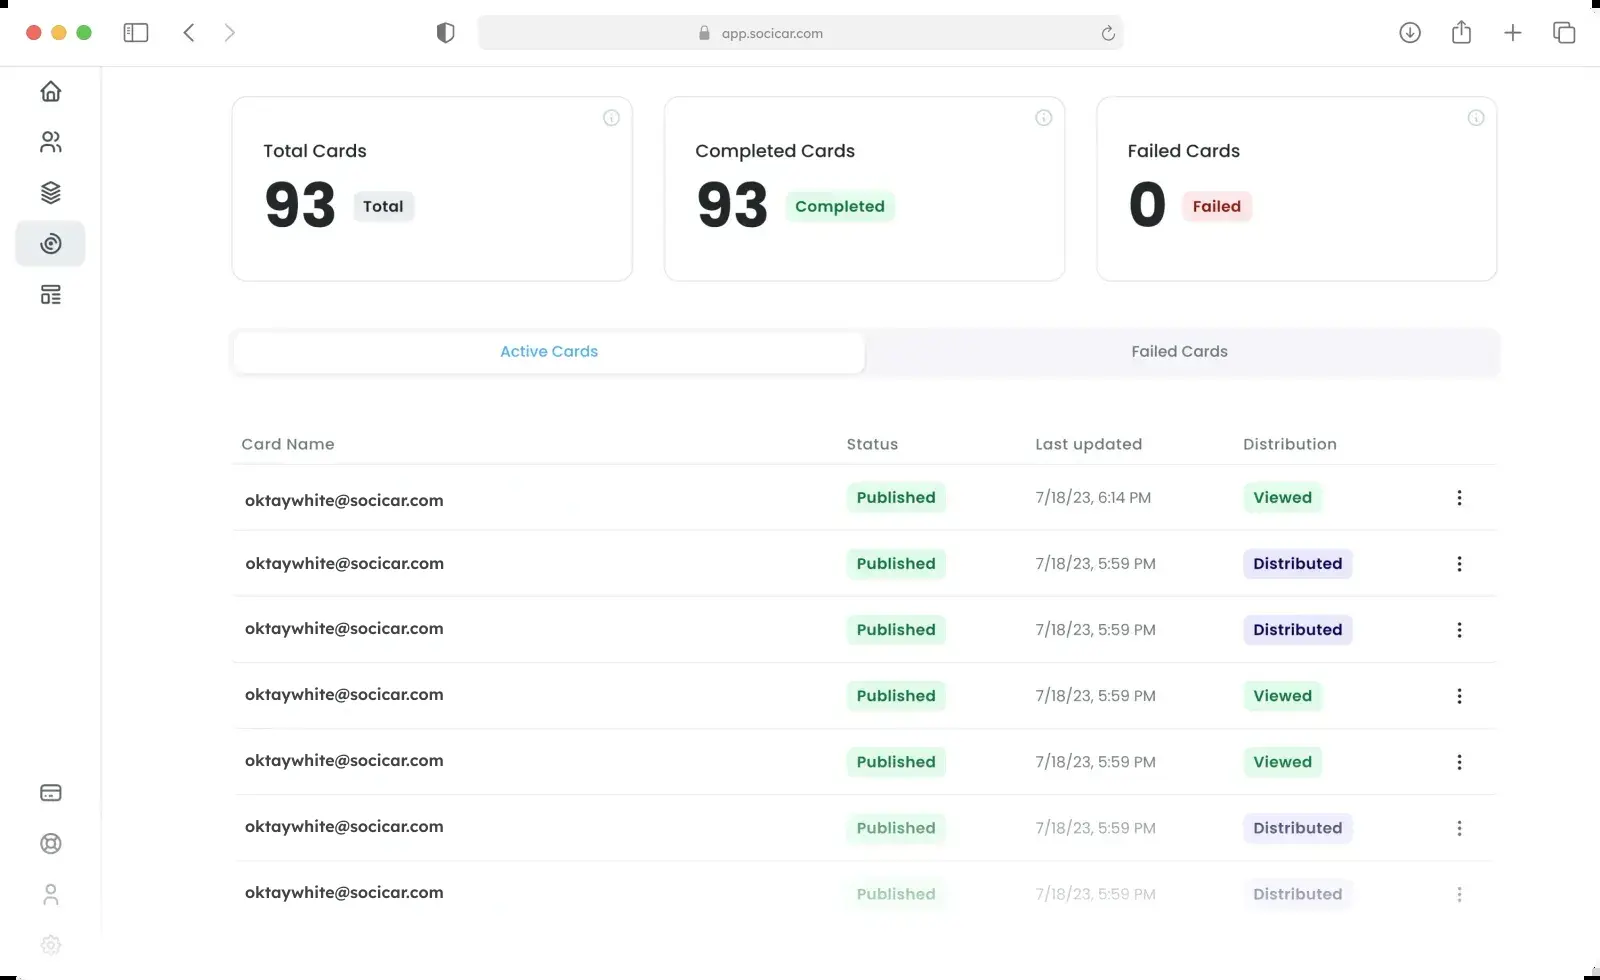 app.socicar.com
Total Cards
93 Total
Completed Cards
93 Completed
Failed Cards
0 Failed
Active Cards
Failed Cards
Card Name Status Last updated Distribution
oktaywhite@socicar.com Published 7/18/23, 6:14 PM Viewed
oktaywhite@socicar.com Published 7/18/23, 5:59 PM Distributed
oktaywhite@socicar.com Published 7/18/23, 5:59 PM Distributed
oktaywhite@socicar.com Published 7/18/23, 5:59 PM Viewed
oktaywhite@socicar.com Published 7/18/23, 5:59 PM Viewed
oktaywhite@socicar.com Published 7/18/23, 5:59 PM Distributed
oktaywhite@socicar.com Published 7/18/23, 5:59 PM Distributed